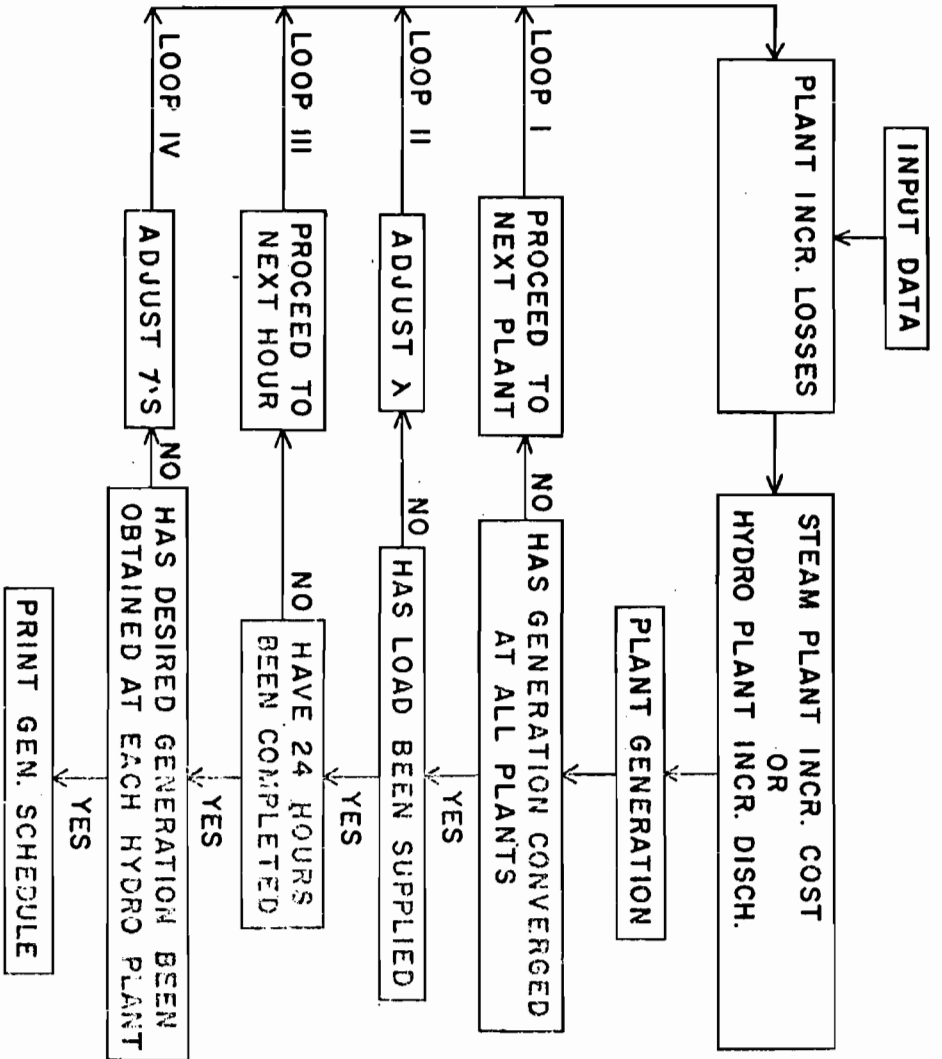 INPUT DATA
PLANT INCR. LOSSES
STEAM PLANT INCR. COST
OR
HYDRO PLANT INCR. DISCH.
PLANT GENERATION
LOOP I
PROCEED TO
NEXT PLANT
NO
HAS GENERATION CONVERGED
AT ALL PLANTS
YES
LOOP II
ADJUST λ
NO
HAS LOAD BEEN SUPPLIED
YES
LOOP III
PROCEED TO
NEXT HOUR
NO
HAVE 24 HOURS
BEEN COMPLETED
YES
LOOP IV
ADJUST 7'S
NO
HAS DESIRED GENERATION BEEN
OBTAINED AT EACH HYDRO PLANT
YES
PRINT GEN. SCHEDULE